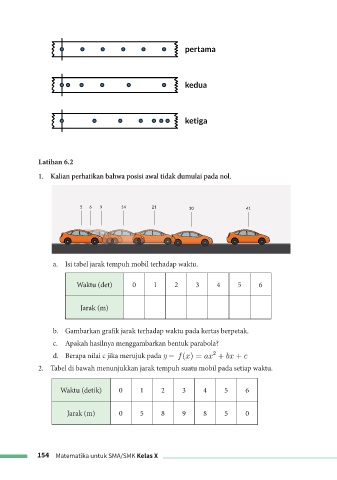 pertama
kedua
ketiga
Latihan 6.2
1. Kalian perhatikan bahwa posisi awal tidak dumulai pada nol.
5 6 9 14 21 30 41
a. Isi tabel jarak tempuh mobil terhadap waktu.
Waktu (det) 0 1 2 3 4 5 6
Jarak (m)
b. Gambarkan grafik jarak terhadap waktu pada kertas berpetak.
c. Apakah hasilnya menggambarkan bentuk parabola?
d. Berapa nilai c jika merujuk pada y = f(x) = ax² + bx + c
2. Tabel di bawah menunjukkan jarak tempuh suatu mobil pada setiap waktu.
Waktu (detik) 0 1 2 3 4 5 6
Jarak (m) 0 5 8 9 8 5 0
154 Matematika untuk SMA/SMK Kelas X